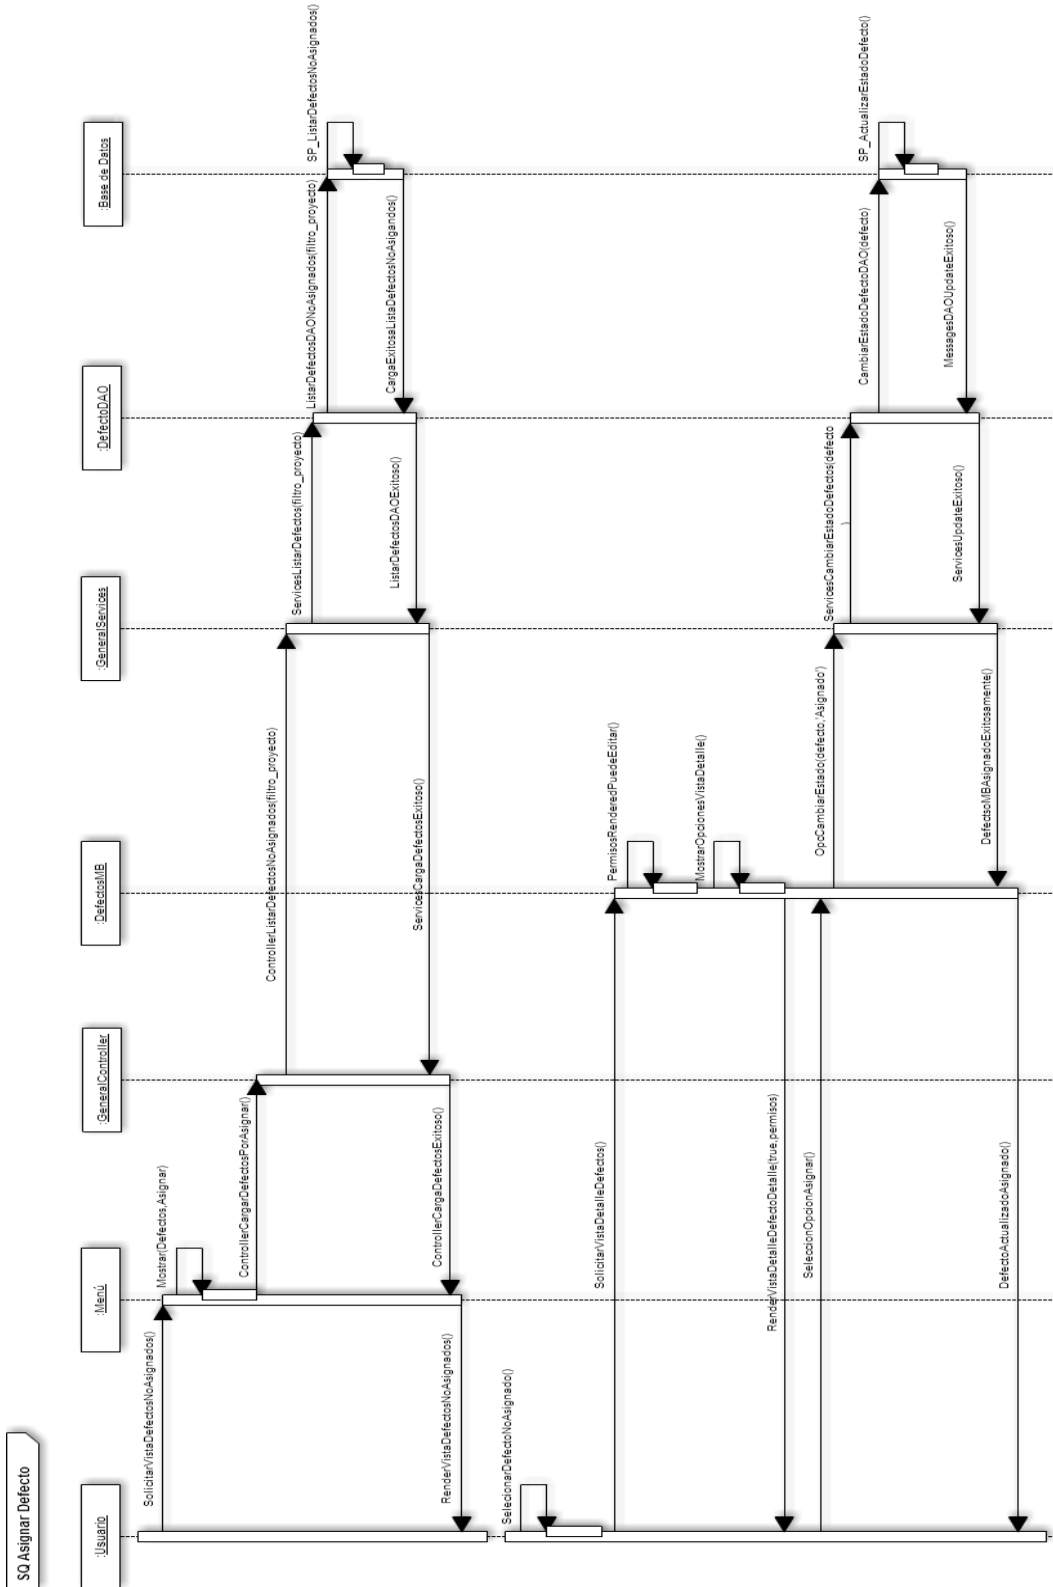 SQ Asignar Defecto
:Usuario
:Menú
:GeneralController
:DefectosMB
:GeneralServices
:DefectoDAO
:Base de Datos
SolicitarVistaDefectosNoAsignados()
Mostrar(Defectos,Asignar)
ControllerCargarDefectosPorAsignar()
ControllerListarDefectosNoAsignados(filtro_proyecto)
ServicesListarDefectos(filtro_proyecto)
ListarDefectosDAONoAsignados(filtro_proyecto)
SP_ListarDefectosNoAsignados()
CargaExitosaListaDefectosNoAsigandos()
ListarDefectosDAOExitoso()
ServicesCargaDefectosExitoso()
ControllerCargaDefectosExitoso()
RenderVistaDefectosNoAsignados()
SelecionarDefectoNoAsignado()
SolicitarVistaDetalleDefectos()
PermisosRenderedPuedeEditar()
MostrarOpcionesVistaDetalle()
RenderVistaDetalleDefectoDetalle(true,permisos)
SeleccionOpcionAsignar()
OpcCambiarEstado(defecto,'Asignado')
ServicesCambiarEstadoDefectos(defecto
)
CambiarEstadoDefectoDAO(defecto)
SP_ActualizarEstadoDefecto()
MessagesDAOUpdateExitoso()
ServicesUpdateExitoso()
DefectsoMBAsignadoExitosamente()
DefectoActualizadoAsignado()